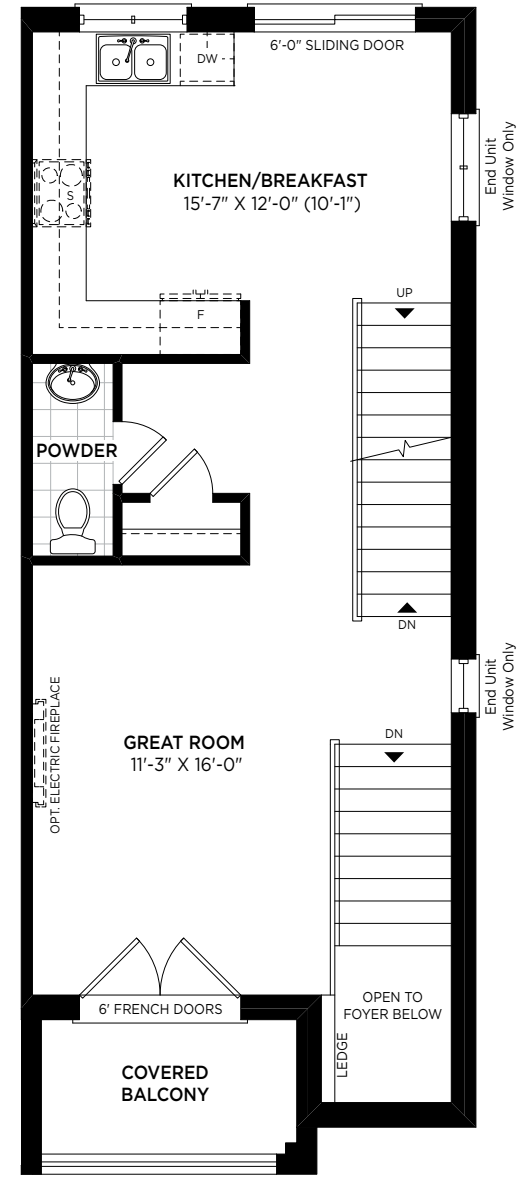 6'-0" SLIDING DOOR
DW
End Unit
Window Only
S
KITCHEN/BREAKFAST
15'-7" X 12'-0" (10'-1")
UP
F
POWDER
DN
End Unit
Window Only
OPT. ELECTRIC FIREPLACE
GREAT ROOM
11'-3" X 16'-0"
DN
6' FRENCH DOORS
OPEN TO
FOYER BELOW
LEDGE
COVERED
BALCONY